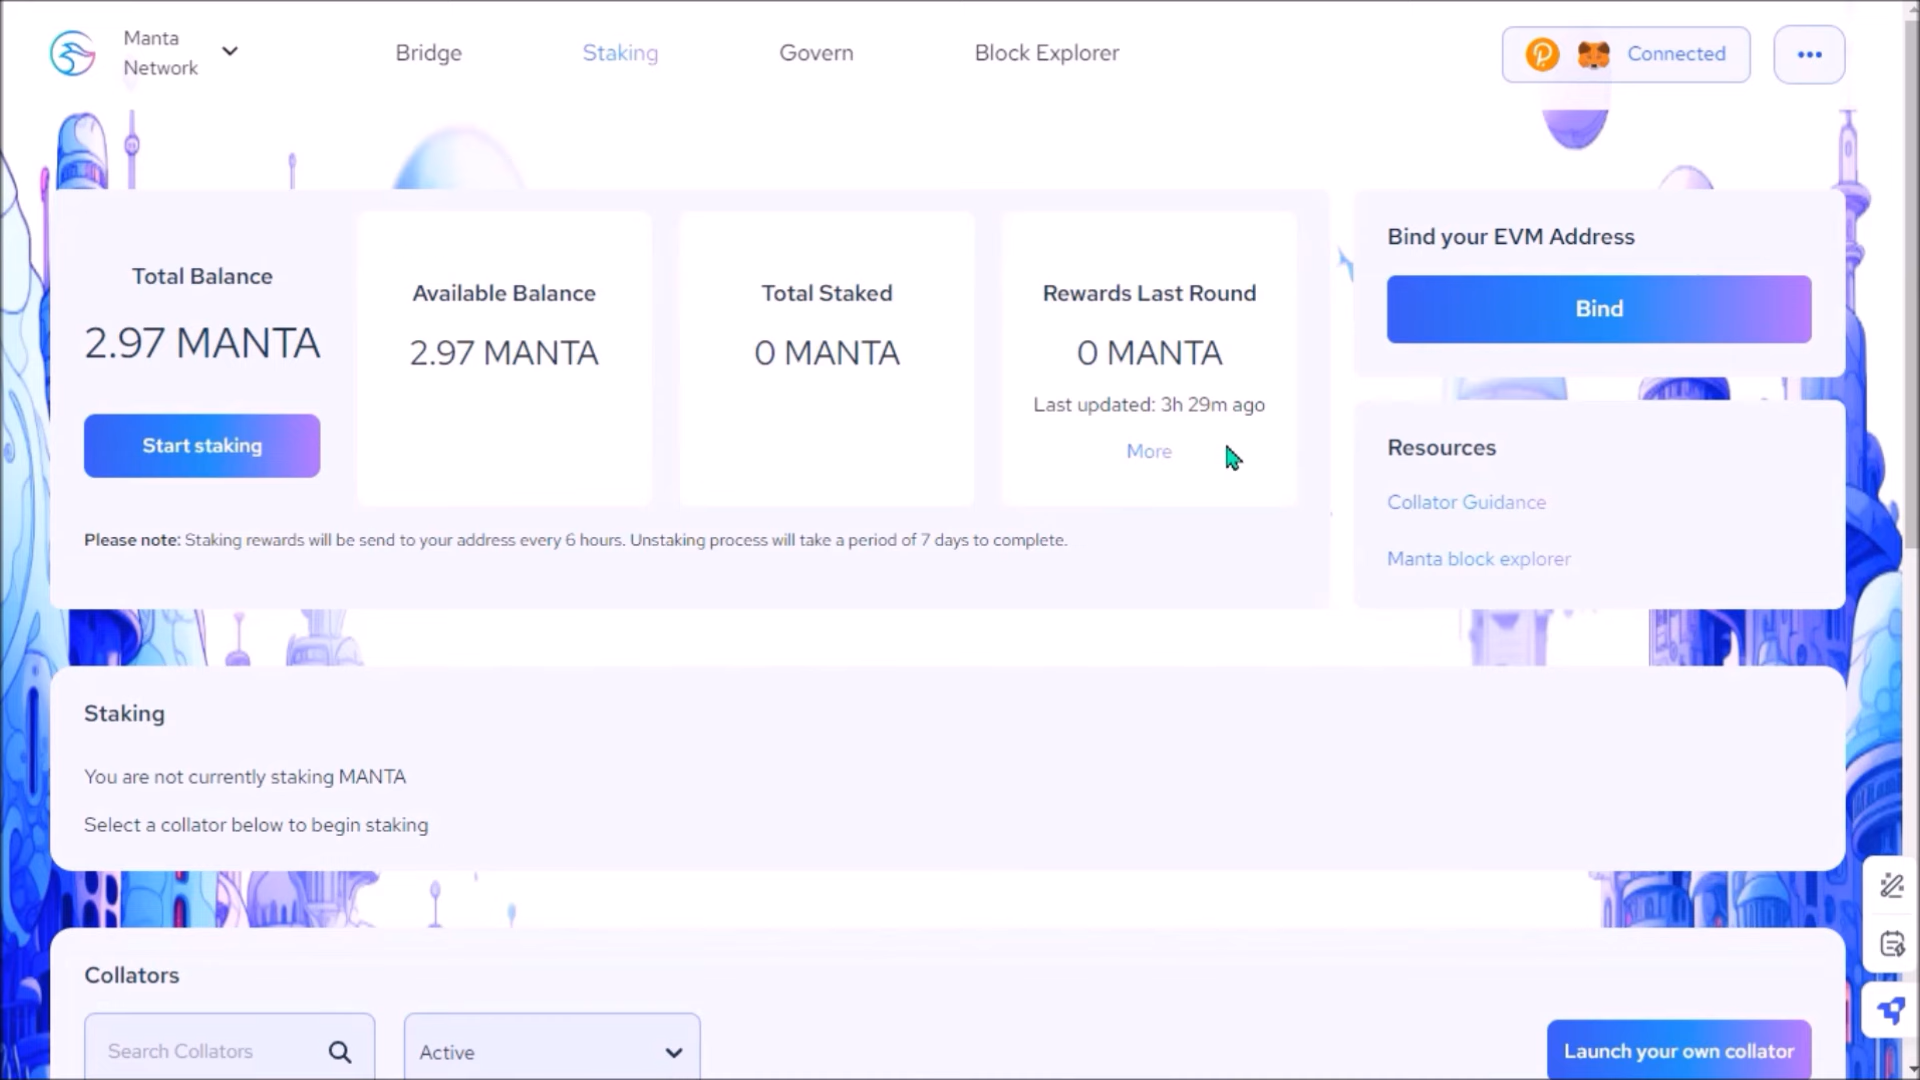 Manta
Network
Bridge
Staking
Govern
Block Explorer
Connected
Total Balance
2.97 MANTA
Start staking
Available Balance
2.97 MANTA
Total Staked
0 MANTA
Rewards Last Round
0 MANTA
Last updated: 3h 29m ago
More
Please note: Staking rewards will be send to your address every 6 hours. Unstaking process will take a period of 7 days to complete.
Bind your EVM Address
Bind
Resources
Collator Guidance
Manta block explorer
Staking
You are not currently staking MANTA
Select a collator below to begin staking
Collators
Search Collators
Active
Launch your own collator